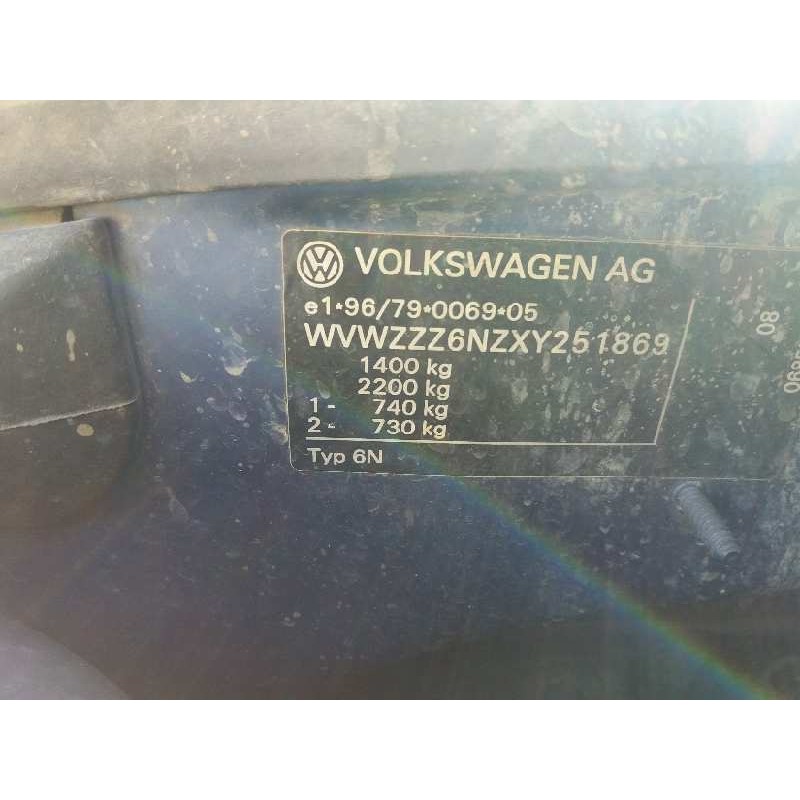 VOLKSWAGEN AG
e1*96/79*0069*05
WVWZZZ6NZXY251869
1400 kg
2200 kg
1- 740 kg
2- 730 kg
Typ 6N
08